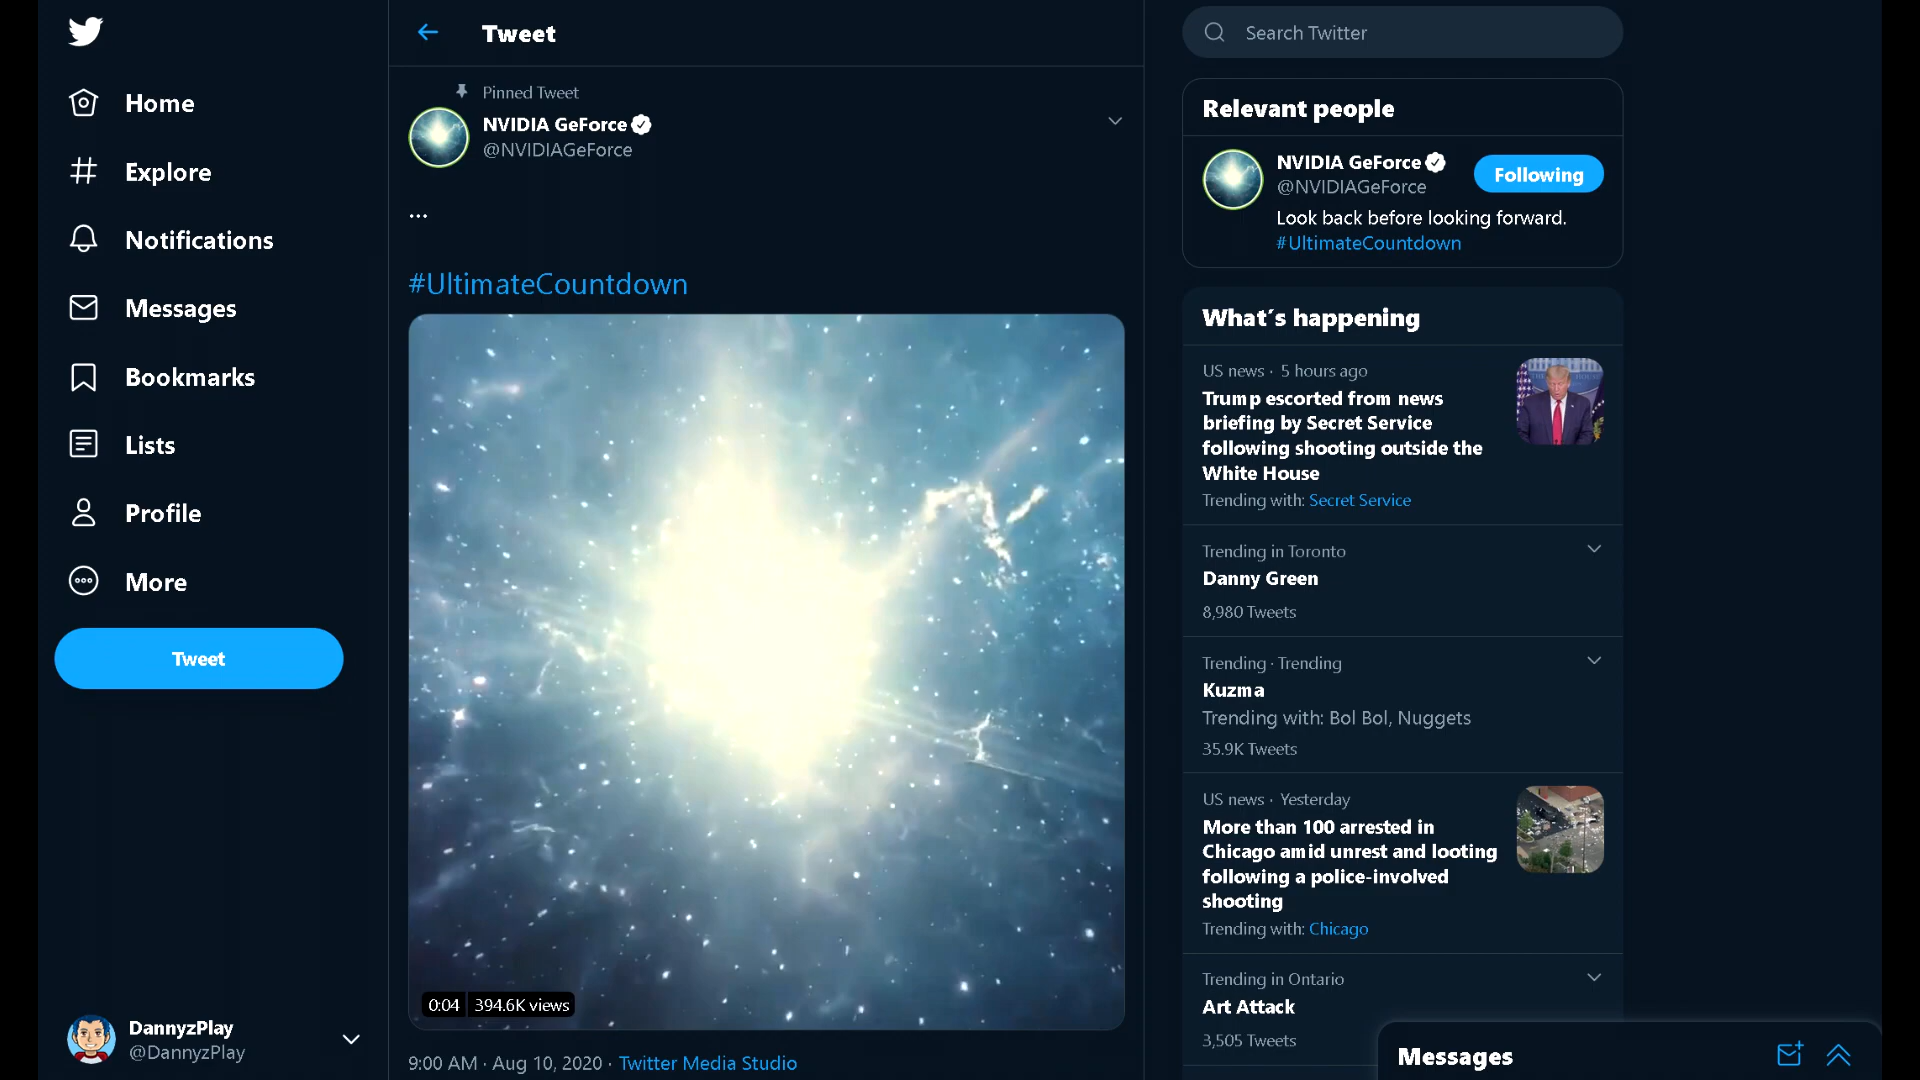 Home
Explore
Notifications
Messages
Bookmarks
Lists
Profile
More
Tweet
DannyzPlay
@DannyzPlay
Tweet
Pinned Tweet
NVIDIA GeForce
@NVIDIAGeForce
...
#UltimateCountdown
0:04 394.6K views
9:00 AM · Aug 10, 2020 · Twitter Media Studio
Search Twitter
Relevant people
NVIDIA GeForce
@NVIDIAGeForce
Following
Look back before looking forward.
#UltimateCountdown
What's happening
US news · 5 hours ago
Trump escorted from news
briefing by Secret Service
following shooting outside the
White House
Trending with: Secret Service
Trending in Toronto
Danny Green
8,980 Tweets
Trending · Trending
Kuzma
Trending with: Bol Bol, Nuggets
35.9K Tweets
US news · Yesterday
More than 100 arrested in
Chicago amid unrest and looting
following a police-involved
shooting
Trending with: Chicago
Trending in Ontario
Art Attack
3,505 Tweets
Messages